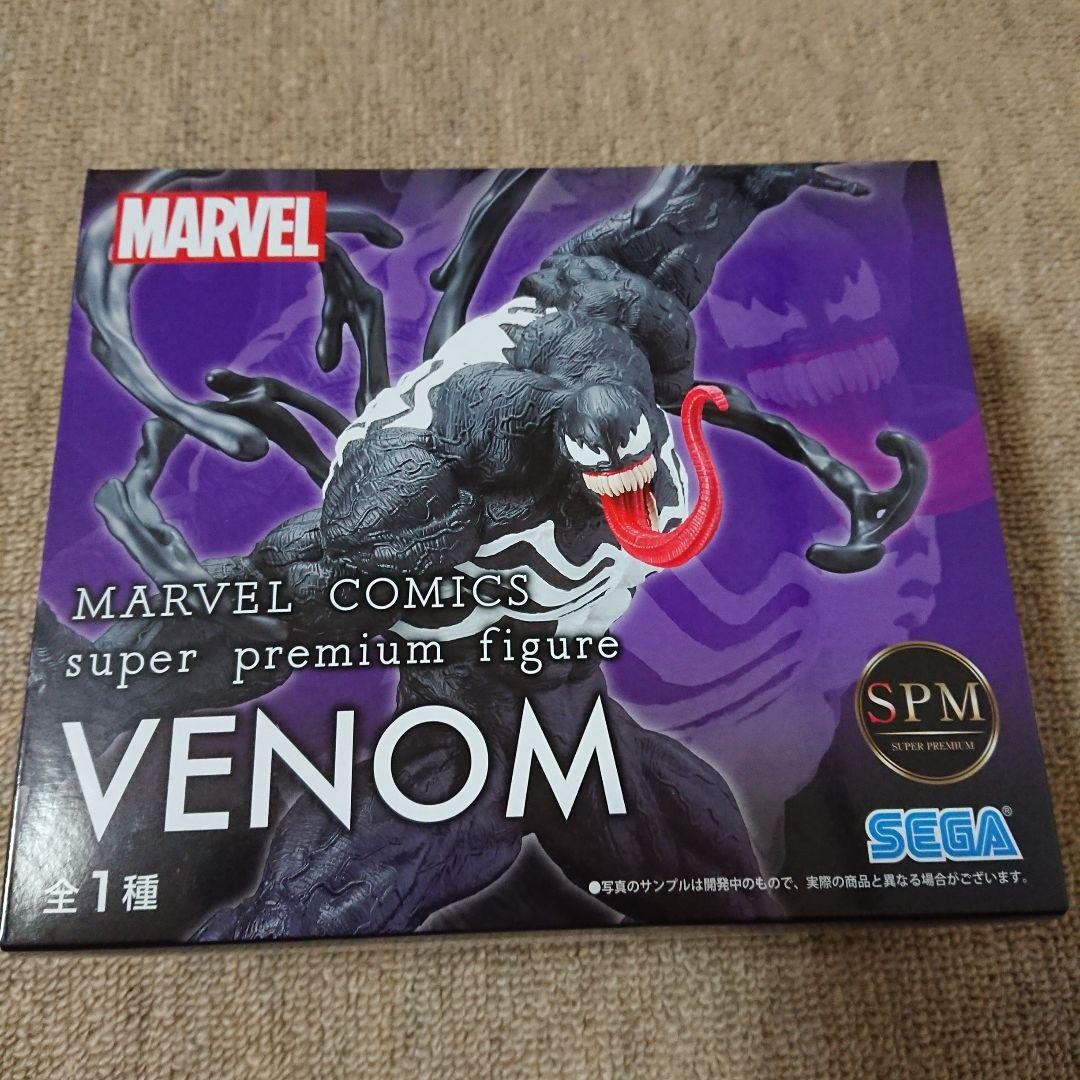 MARVEL
MARVEL COMICS
super premium figure
VENOM
SPM
SUPER PREMIUM
SEGA®
全1種
●写真のサンプルは開発中のもので、実際の商品と異なる場合がございます。